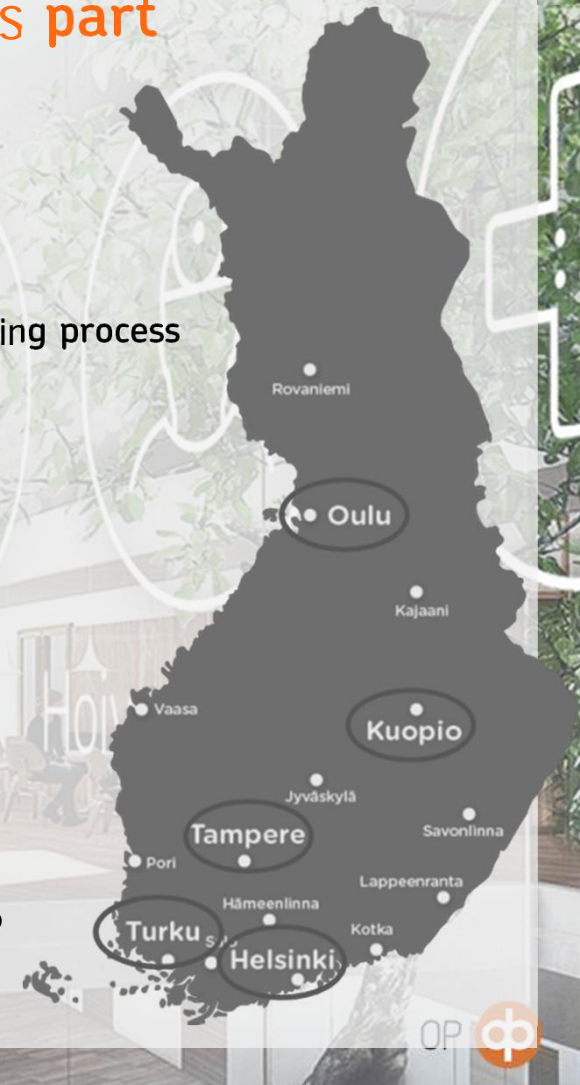 s part
ing process
Rovaniemi
Oulu
Kajaani
Vaasa
Kuopio
Jyväskylä
Tampere
Savonlinna
Pori
Lappeenranta
Hämeenlinna
Turku
Kotka
Helsinki
OP